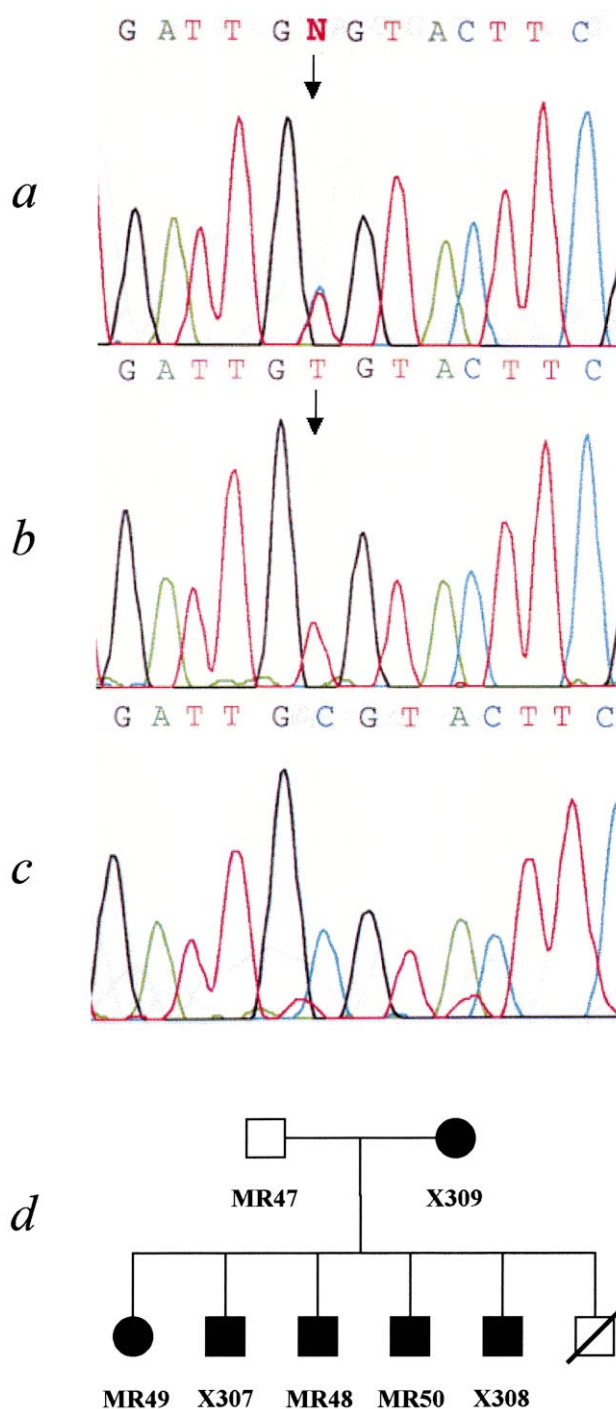 G A T T G N G T A C T T C
a
G A T T G T G T A C T T C
b
G A T T G C G T A C T T C
c
d
MR47 X309
MR49 X307 MR48 MR50 X308